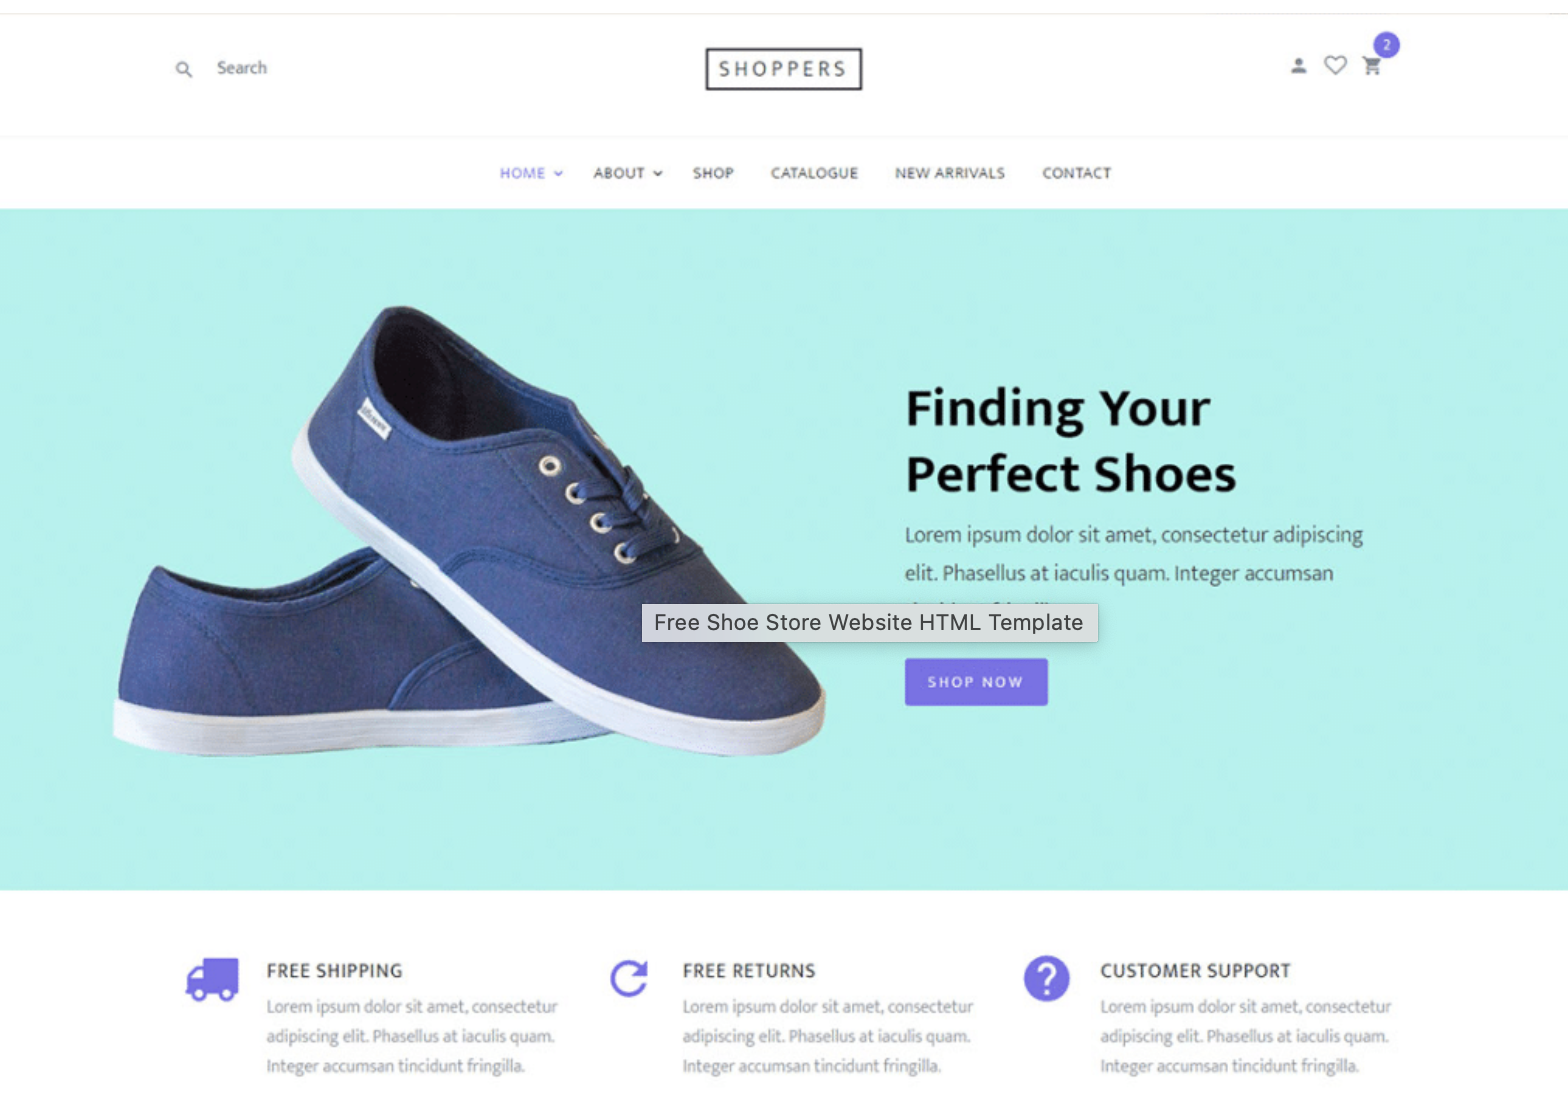 Search
SHOPPERS
2
HOME
ABOUT
SHOP
CATALOGUE
NEW ARRIVALS
CONTACT
Finding Your
Perfect Shoes
Lorem ipsum dolor sit amet, consectetur adipiscing
elit. Phasellus at iaculis quam. Integer accumsan
Free Shoe Store Website HTML Template
SHOP NOW
FREE SHIPPING
Lorem ipsum dolor sit amet, consectetur
adipiscing elit. Phasellus at iaculis quam.
Integer accumsan tincidunt fringilla.
FREE RETURNS
Lorem ipsum dolor sit amet, consectetur
adipiscing elit. Phasellus at iaculis quam.
Integer accumsan tincidunt fringilla.
CUSTOMER SUPPORT
Lorem ipsum dolor sit amet, consectetur
adipiscing elit. Phasellus at iaculis quam.
Integer accumsan tincidunt fringilla.